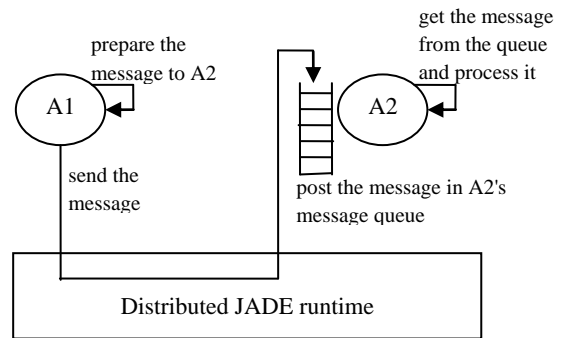 prepare the
message to A2
A1
send the
message
get the message
from the queue
and process it
A2
post the message in A2's
message queue
Distributed JADE runtime